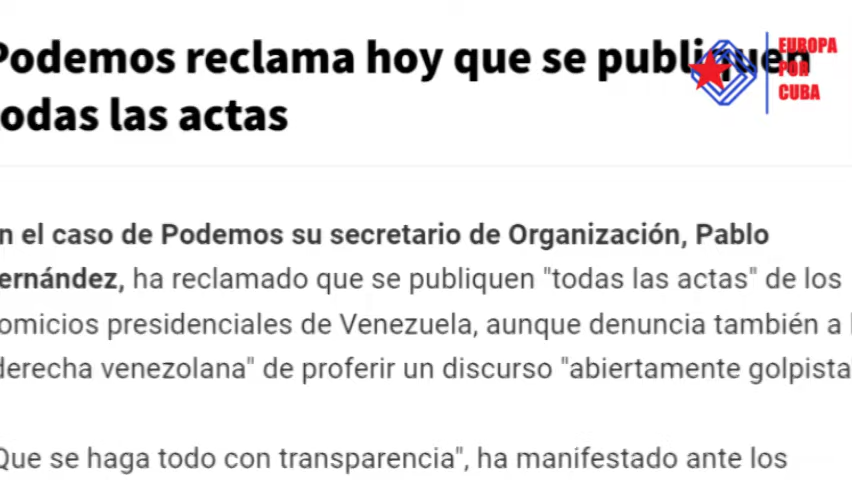 Podemos reclama hoy que se publiquen
odas las actas
EUROPA
POR
CUBA
n el caso de Podemos su secretario de Organización, Pablo
ernández, ha reclamado que se publiquen "todas las actas" de los
omicios presidenciales de Venezuela, aunque denuncia también a l
derecha venezolana" de proferir un discurso "abiertamente golpista"
Que se haga todo con transparencia", ha manifestado ante los